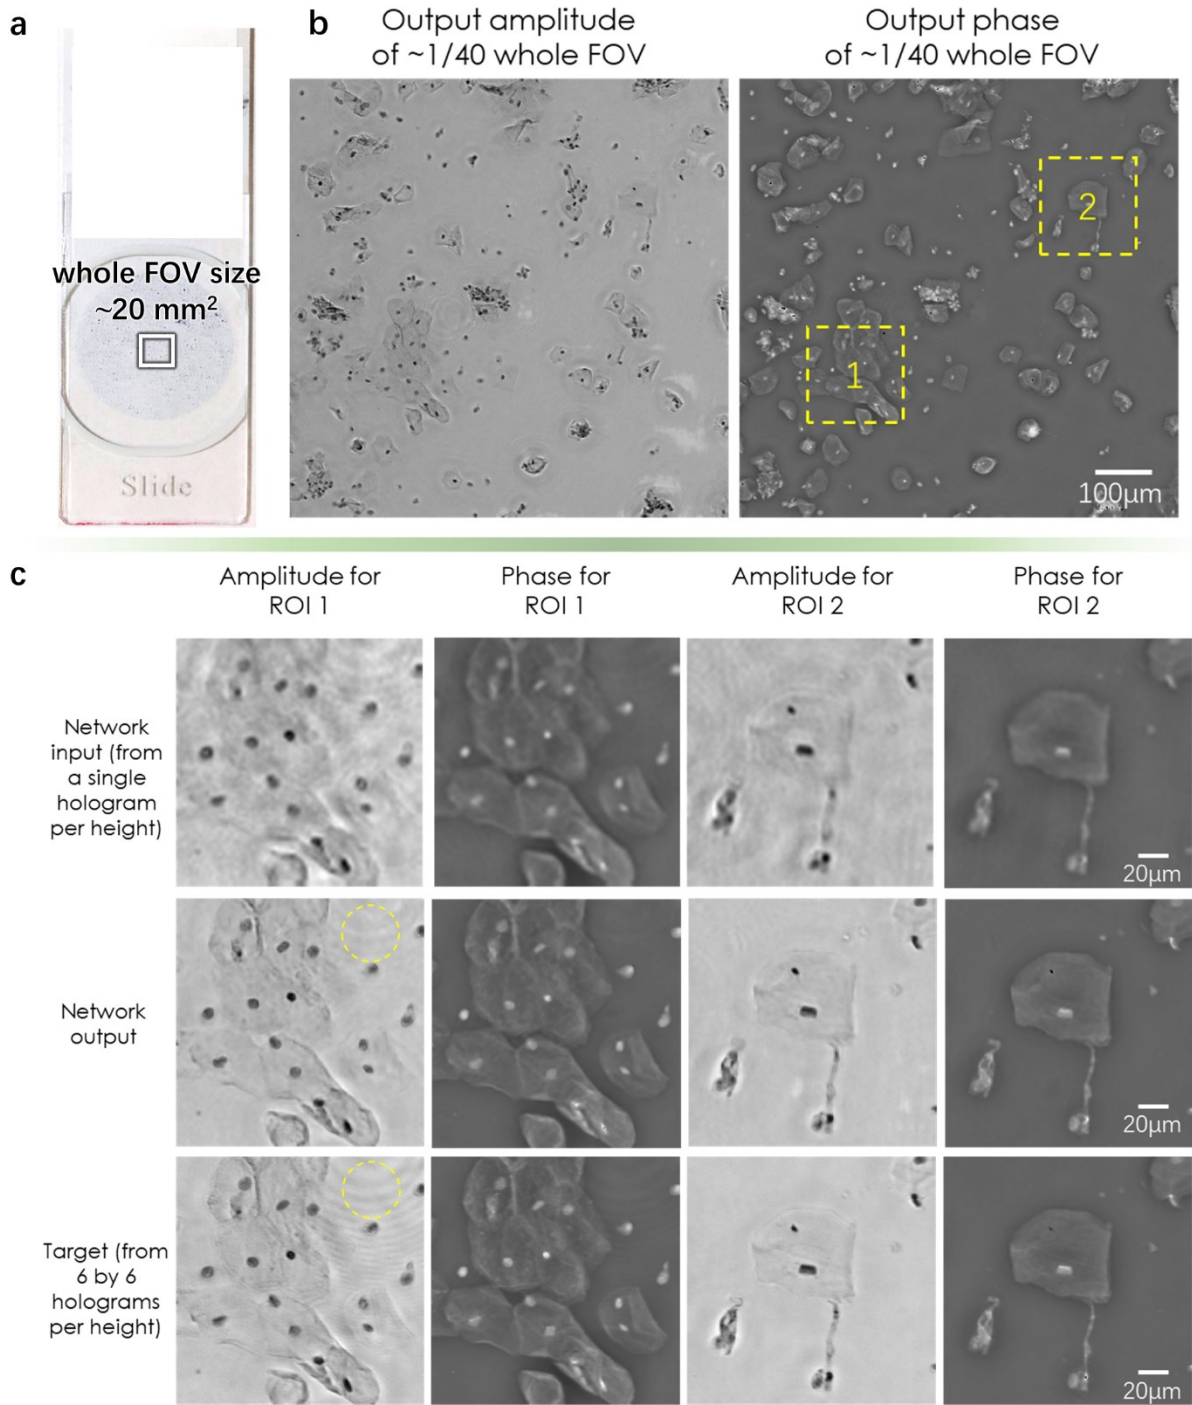 a
whole FOV size
~20 mm²
Slide
b
Output amplitude
of ~1/40 whole FOV
Output phase
of ~1/40 whole FOV
1
2
100μm
c
Amplitude for
ROI 1
Phase for
ROI 1
Amplitude for
ROI 2
Phase for
ROI 2
Network
input (from
a single
hologram
per height)
20μm
Network
output
20μm
Target (from
6 by 6
holograms
per height)
20μm